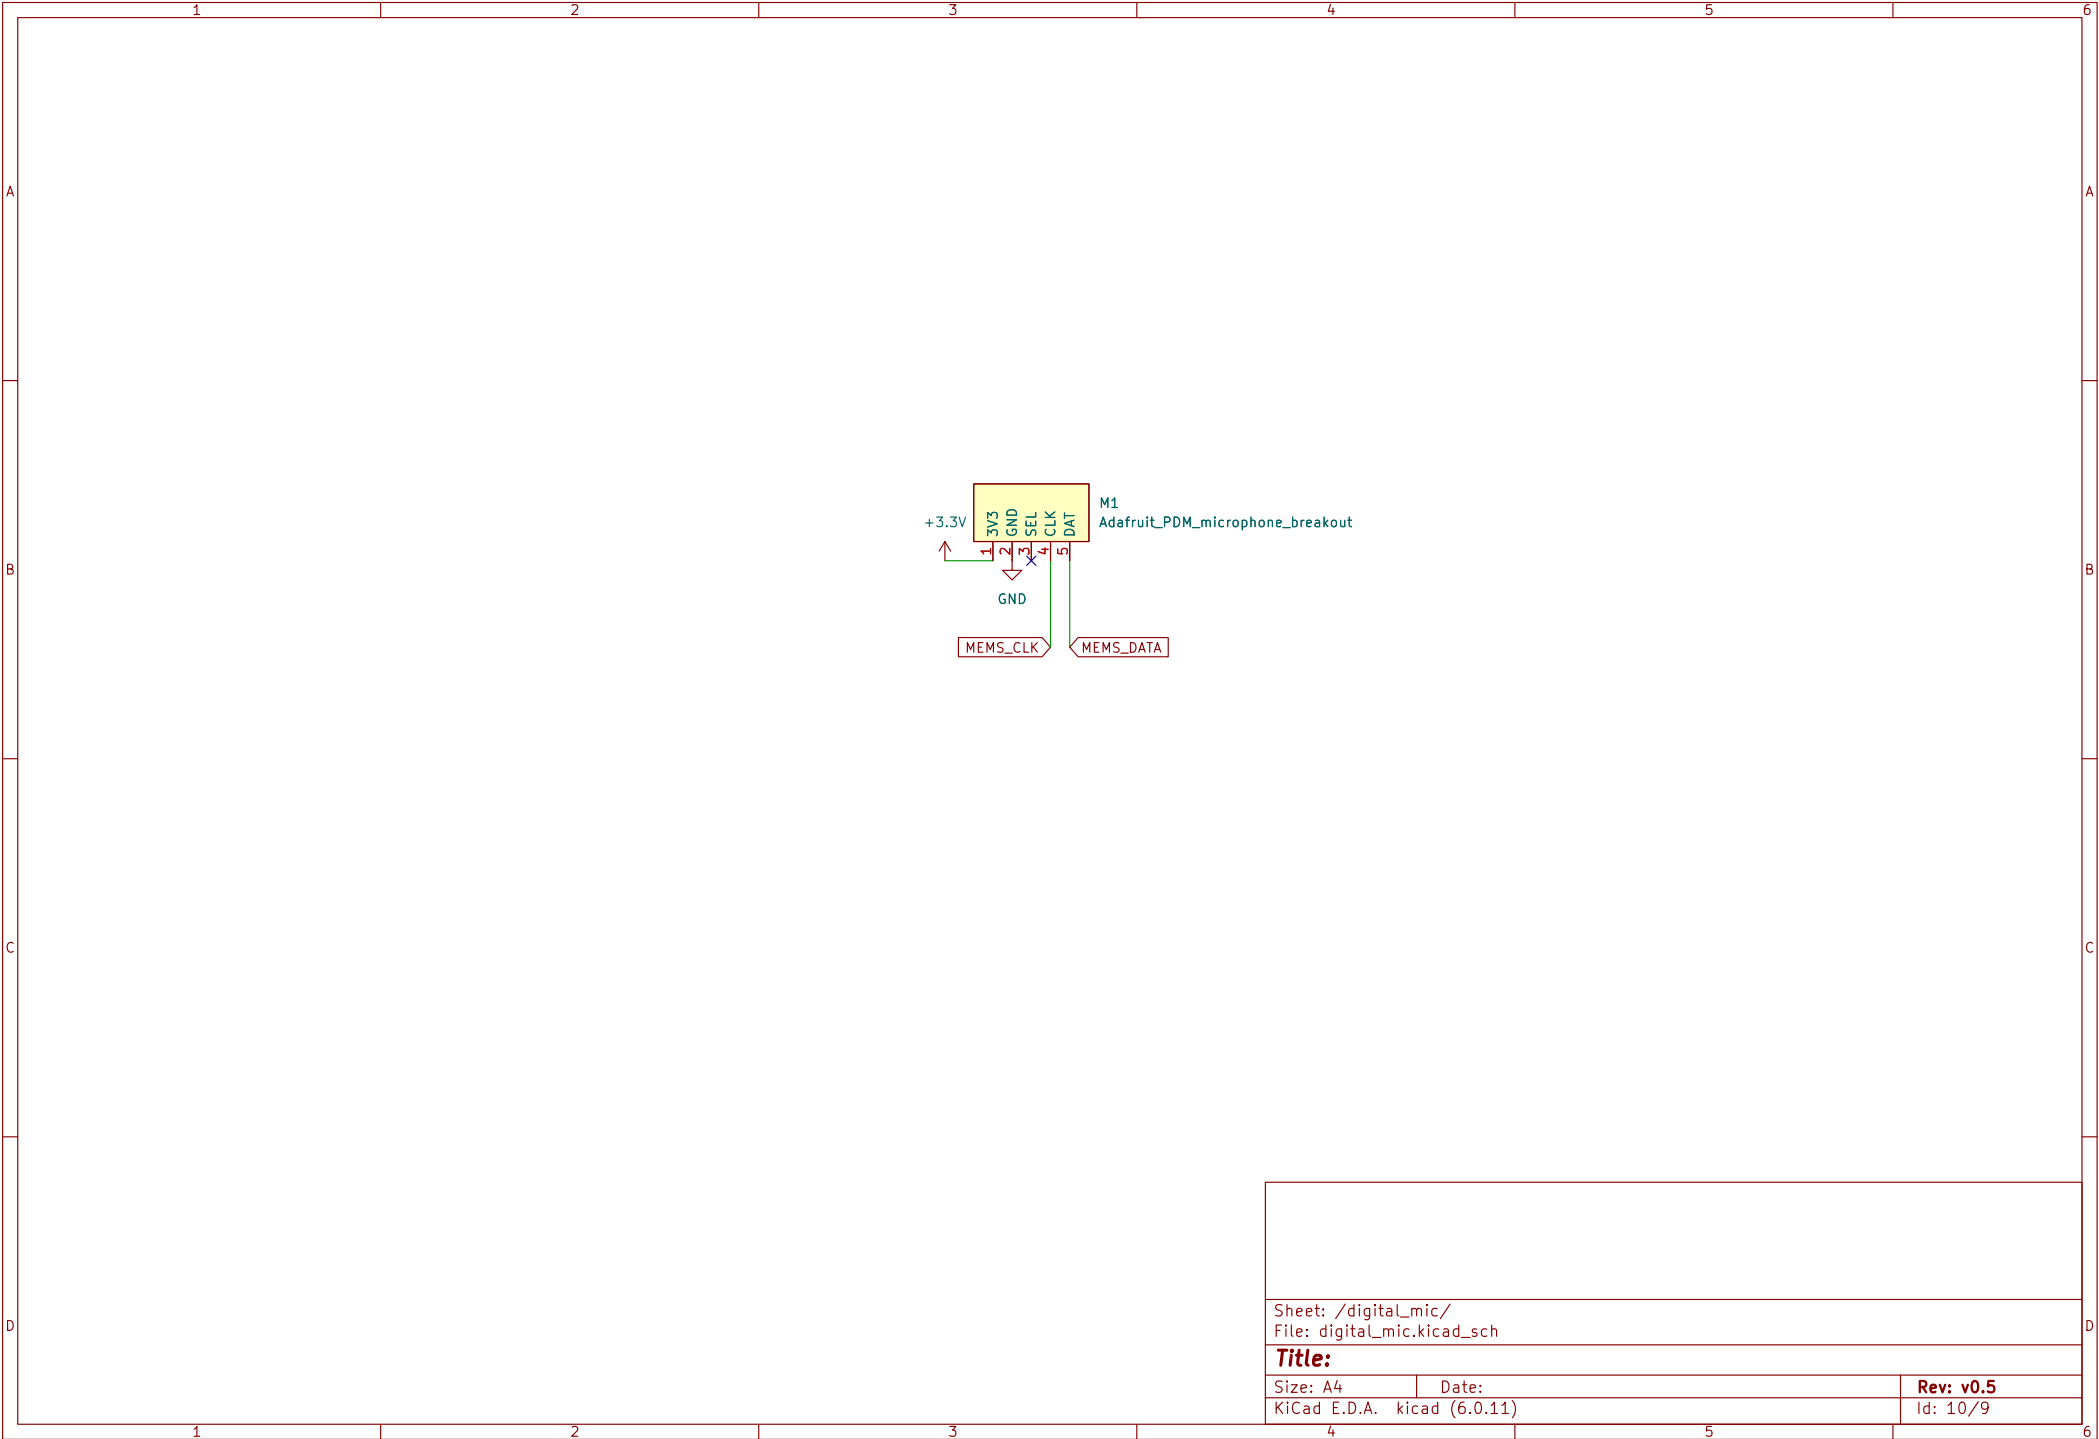 1 2 3 4 5 6
A A
M1
+3.3V
Adafruit_PDM_microphone_breakout
3V3
GND
SEL
CLK
DAT
1
2
3
4
5
B B
GND
MEMS_CLK
MEMS_DATA
C C
Sheet: /digital_mic/
D D
File: digital_mic.kicad_sch
Title:
Size: A4 Date: Rev: v0.5
KiCad E.D.A. kicad (6.0.11) Id: 10/9
1 2 3 4 5 6